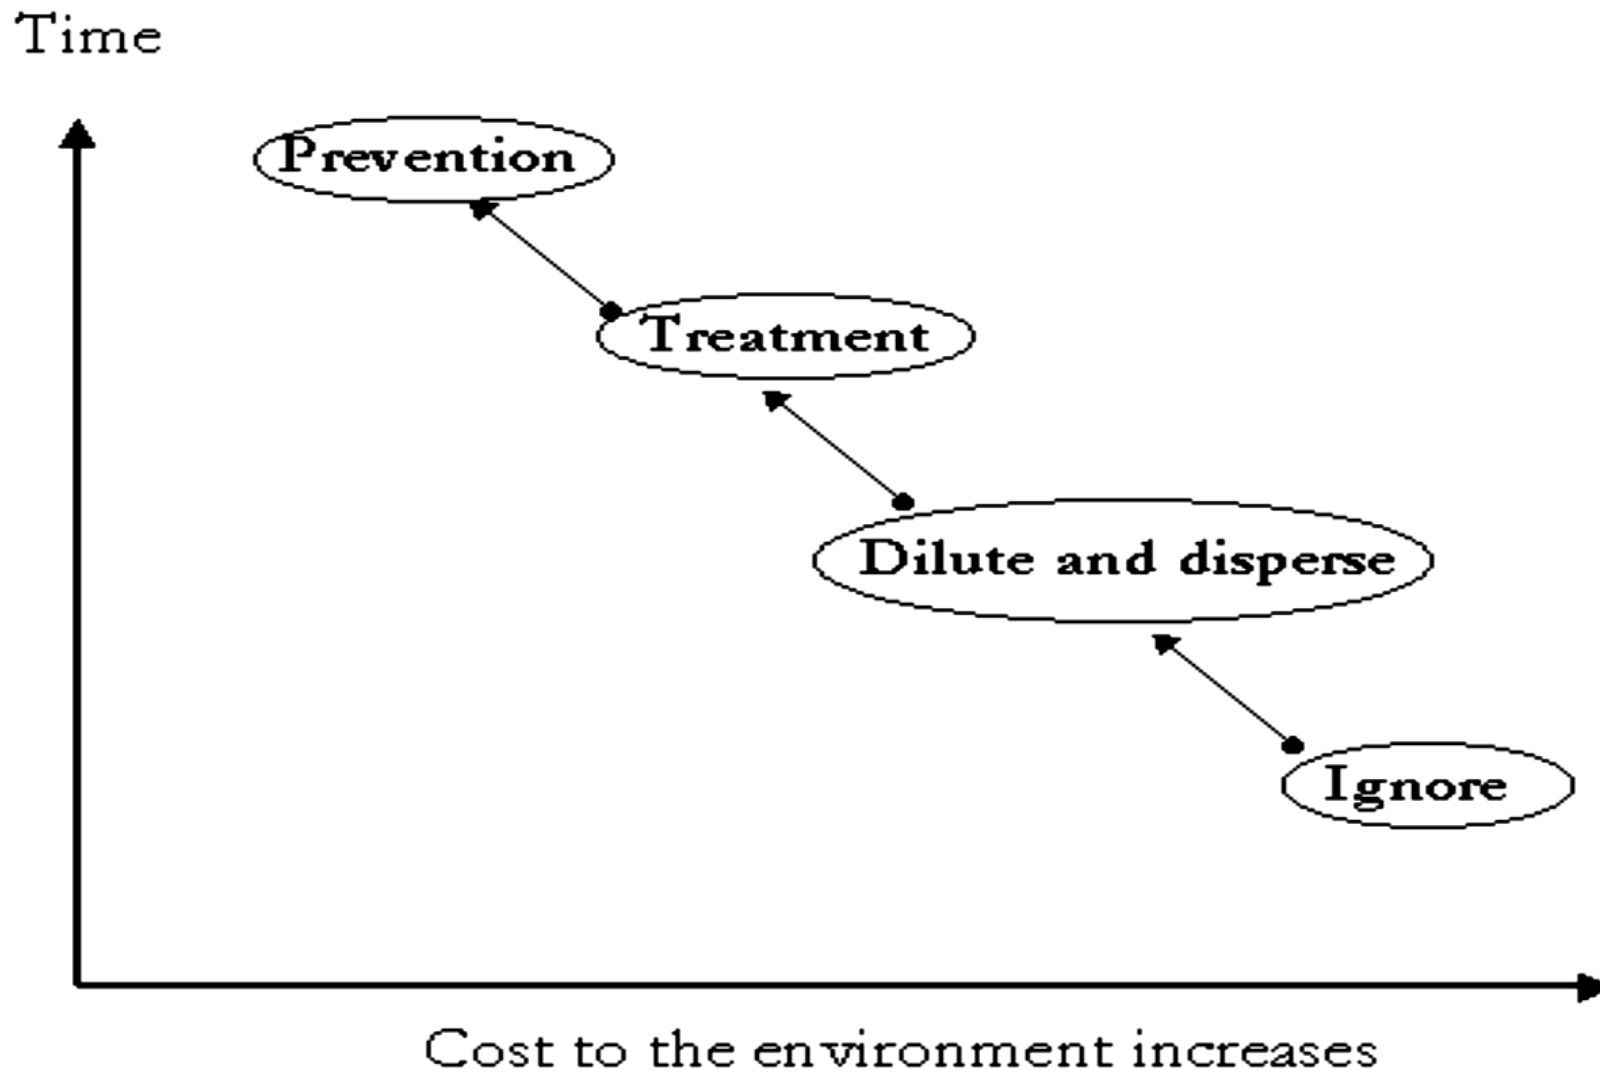 Time
Prevention
Treatment
Dilute and disperse
Ignore
Cost to the environment increases